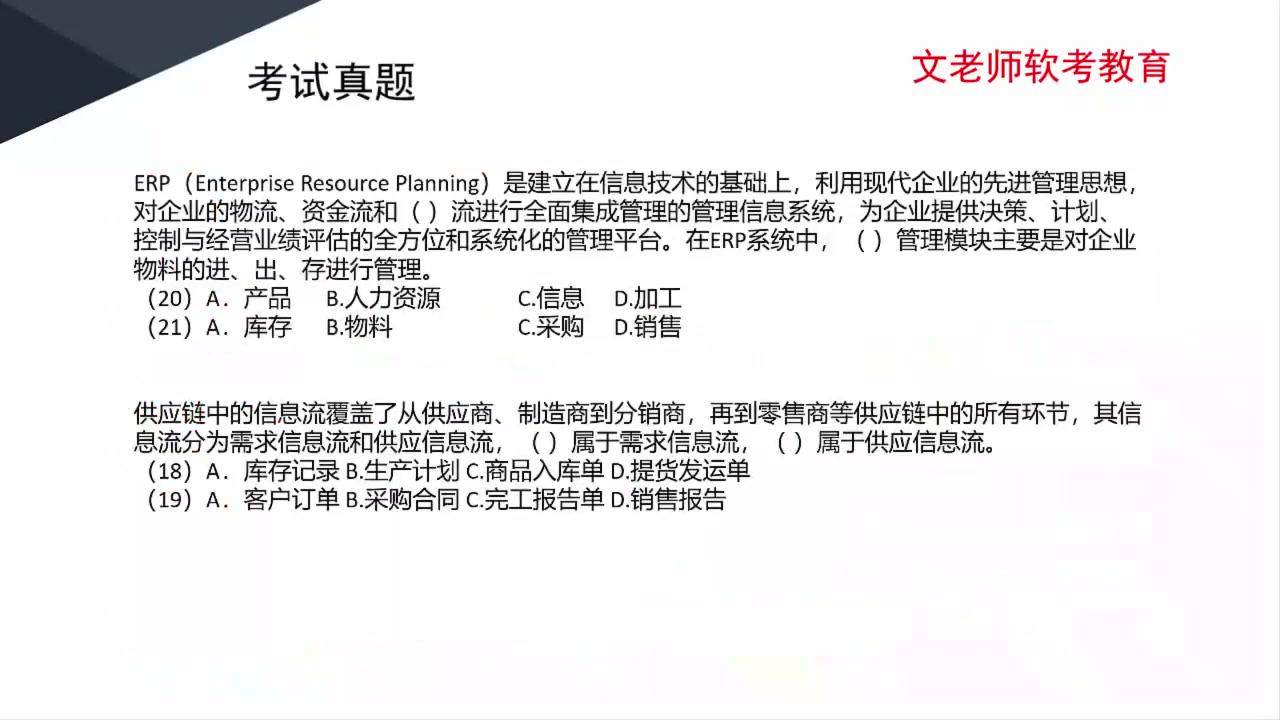 考试真题
文老师软考教育
ERP（Enterprise Resource Planning）是建立在信息技术的基础上，利用现代企业的先进管理思想，
对企业的物流、资金流和（ ）流进行全面集成管理的管理信息系统，为企业提供决策、计划、
控制与经营业绩评估的全方位和系统化的管理平台。在ERP系统中，（ ）管理模块主要是对企业
物料的进、出、存进行管理。
（20）A．产品 B.人力资源 C.信息 D.加工
（21）A．库存 B.物料 C.采购 D.销售
供应链中的信息流覆盖了从供应商、制造商到分销商，再到零售商等供应链中的所有环节，其信
息流分为需求信息流和供应信息流，（ ）属于需求信息流，（ ）属于供应信息流。
（18）A．库存记录 B.生产计划 C.商品入库单 D.提货发运单
（19）A．客户订单 B.采购合同 C.完工报告单 D.销售报告